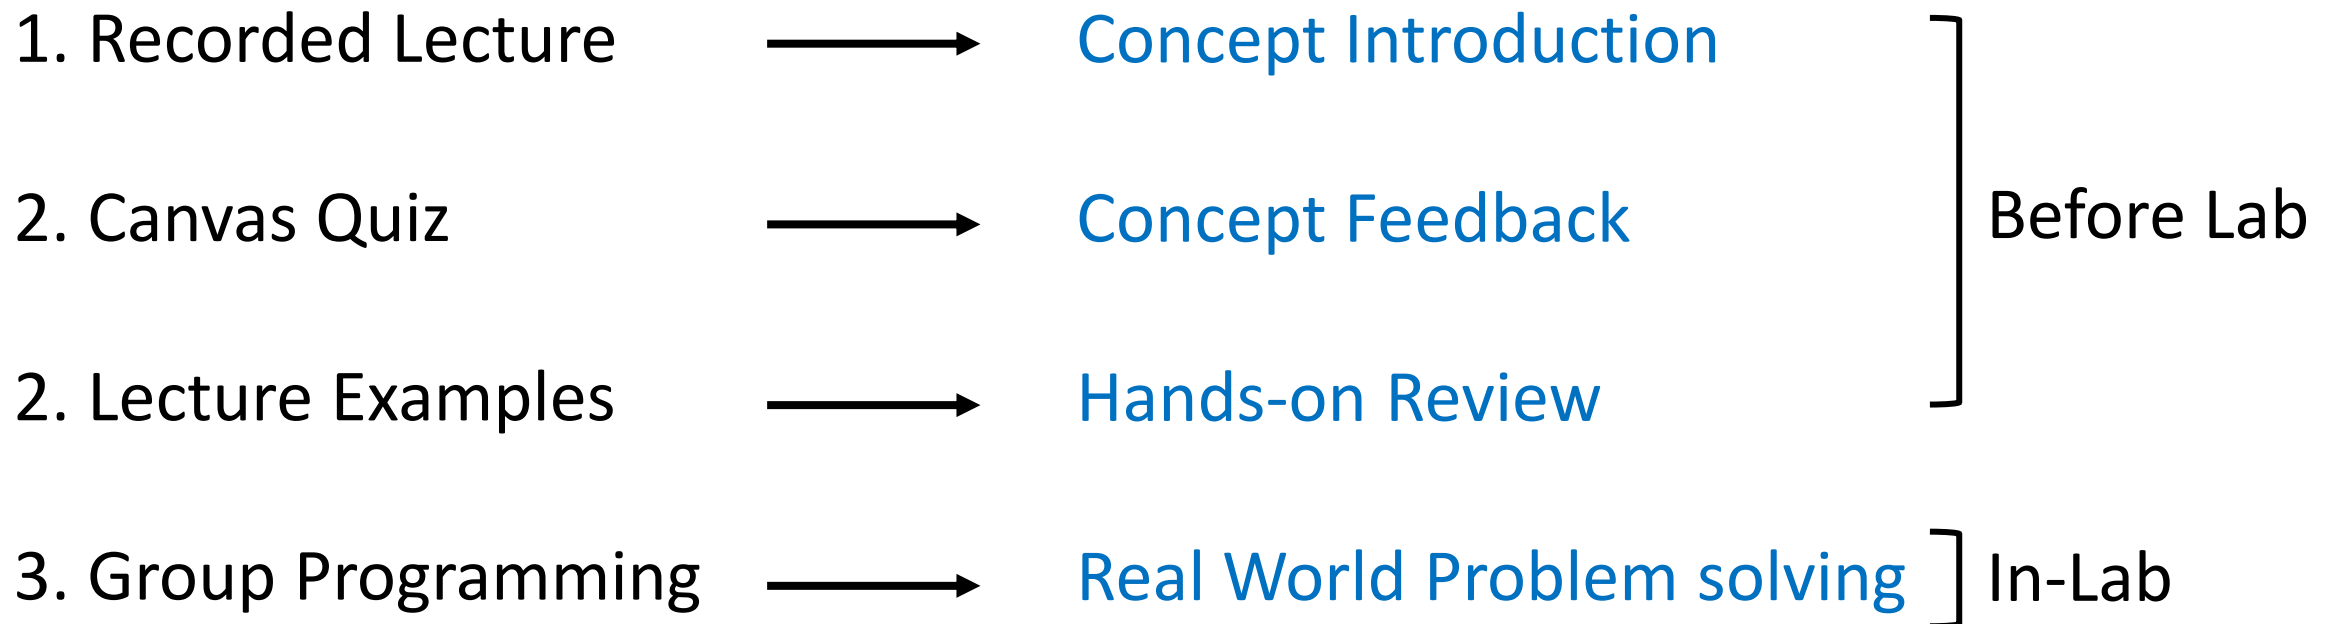 1. Recorded Lecture Concept Introduction
2. Canvas Quiz Concept Feedback Before Lab
2. Lecture Examples Hands-on Review
3. Group Programming Real World Problem solving In-Lab